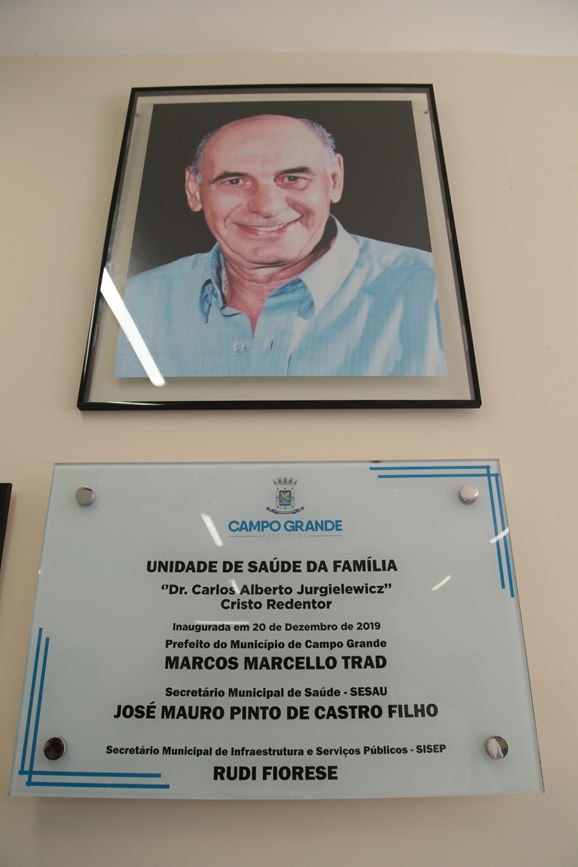 CAMPO GRANDE
PREFEITURA
UNIDADE DE SAÚDE DA FAMÍLIA
“Dr. Carlos Alberto Jurgielewicz”
Cristo Redentor
Inaugurada em 20 de Dezembro de 2019
Prefeito do Município de Campo Grande
MARCOS MARCELLO TRAD
Secretário Municipal de Saúde - SESAU
JOSÉ MAURO PINTO DE CASTRO FILHO
Secretário Municipal de Infraestrutura e Serviços Públicos - SISEP
RUDI FIORESE